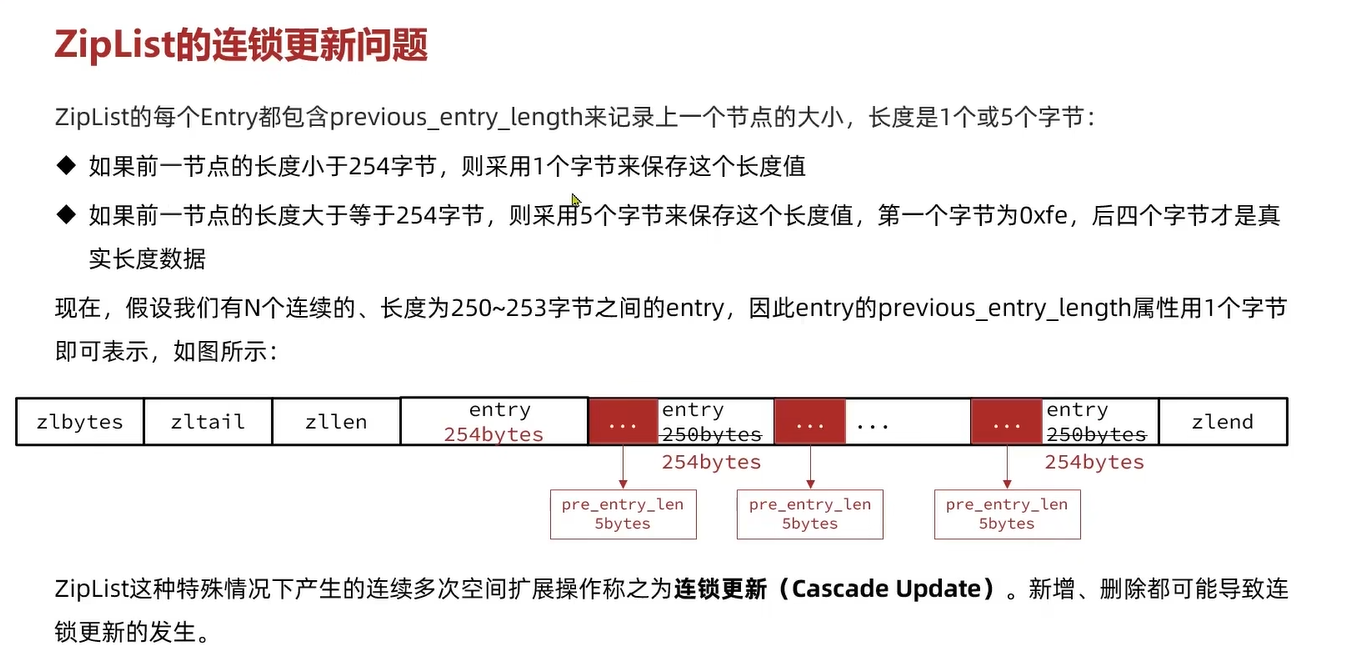 ZipList的连锁更新问题
ZipList的每个Entry都包含previous_entry_length来记录上一个节点的大小，长度是1个或5个字节：
◆ 如果前一节点的长度小于254字节，则采用1个字节来保存这个长度值
◆ 如果前一节点的长度大于等于254字节，则采用5个字节来保存这个长度值，第一个字节为0xfe，后四个字节才是真
实长度数据
现在，假设我们有N个连续的、长度为250~253字节之间的entry，因此entry的previous_entry_length属性用1个字节
即可表示，如图所示：
zlbytes
zltail
zllen
entry
254bytes
...
entry
250bytes
254bytes
...
...
...
entry
250bytes
254bytes
zlend
pre_entry_len
5bytes
pre_entry_len
5bytes
pre_entry_len
5bytes
ZipList这种特殊情况下产生的连续多次空间扩展操作称之为连锁更新（Cascade Update）。新增、删除都可能导致连
锁更新的发生。